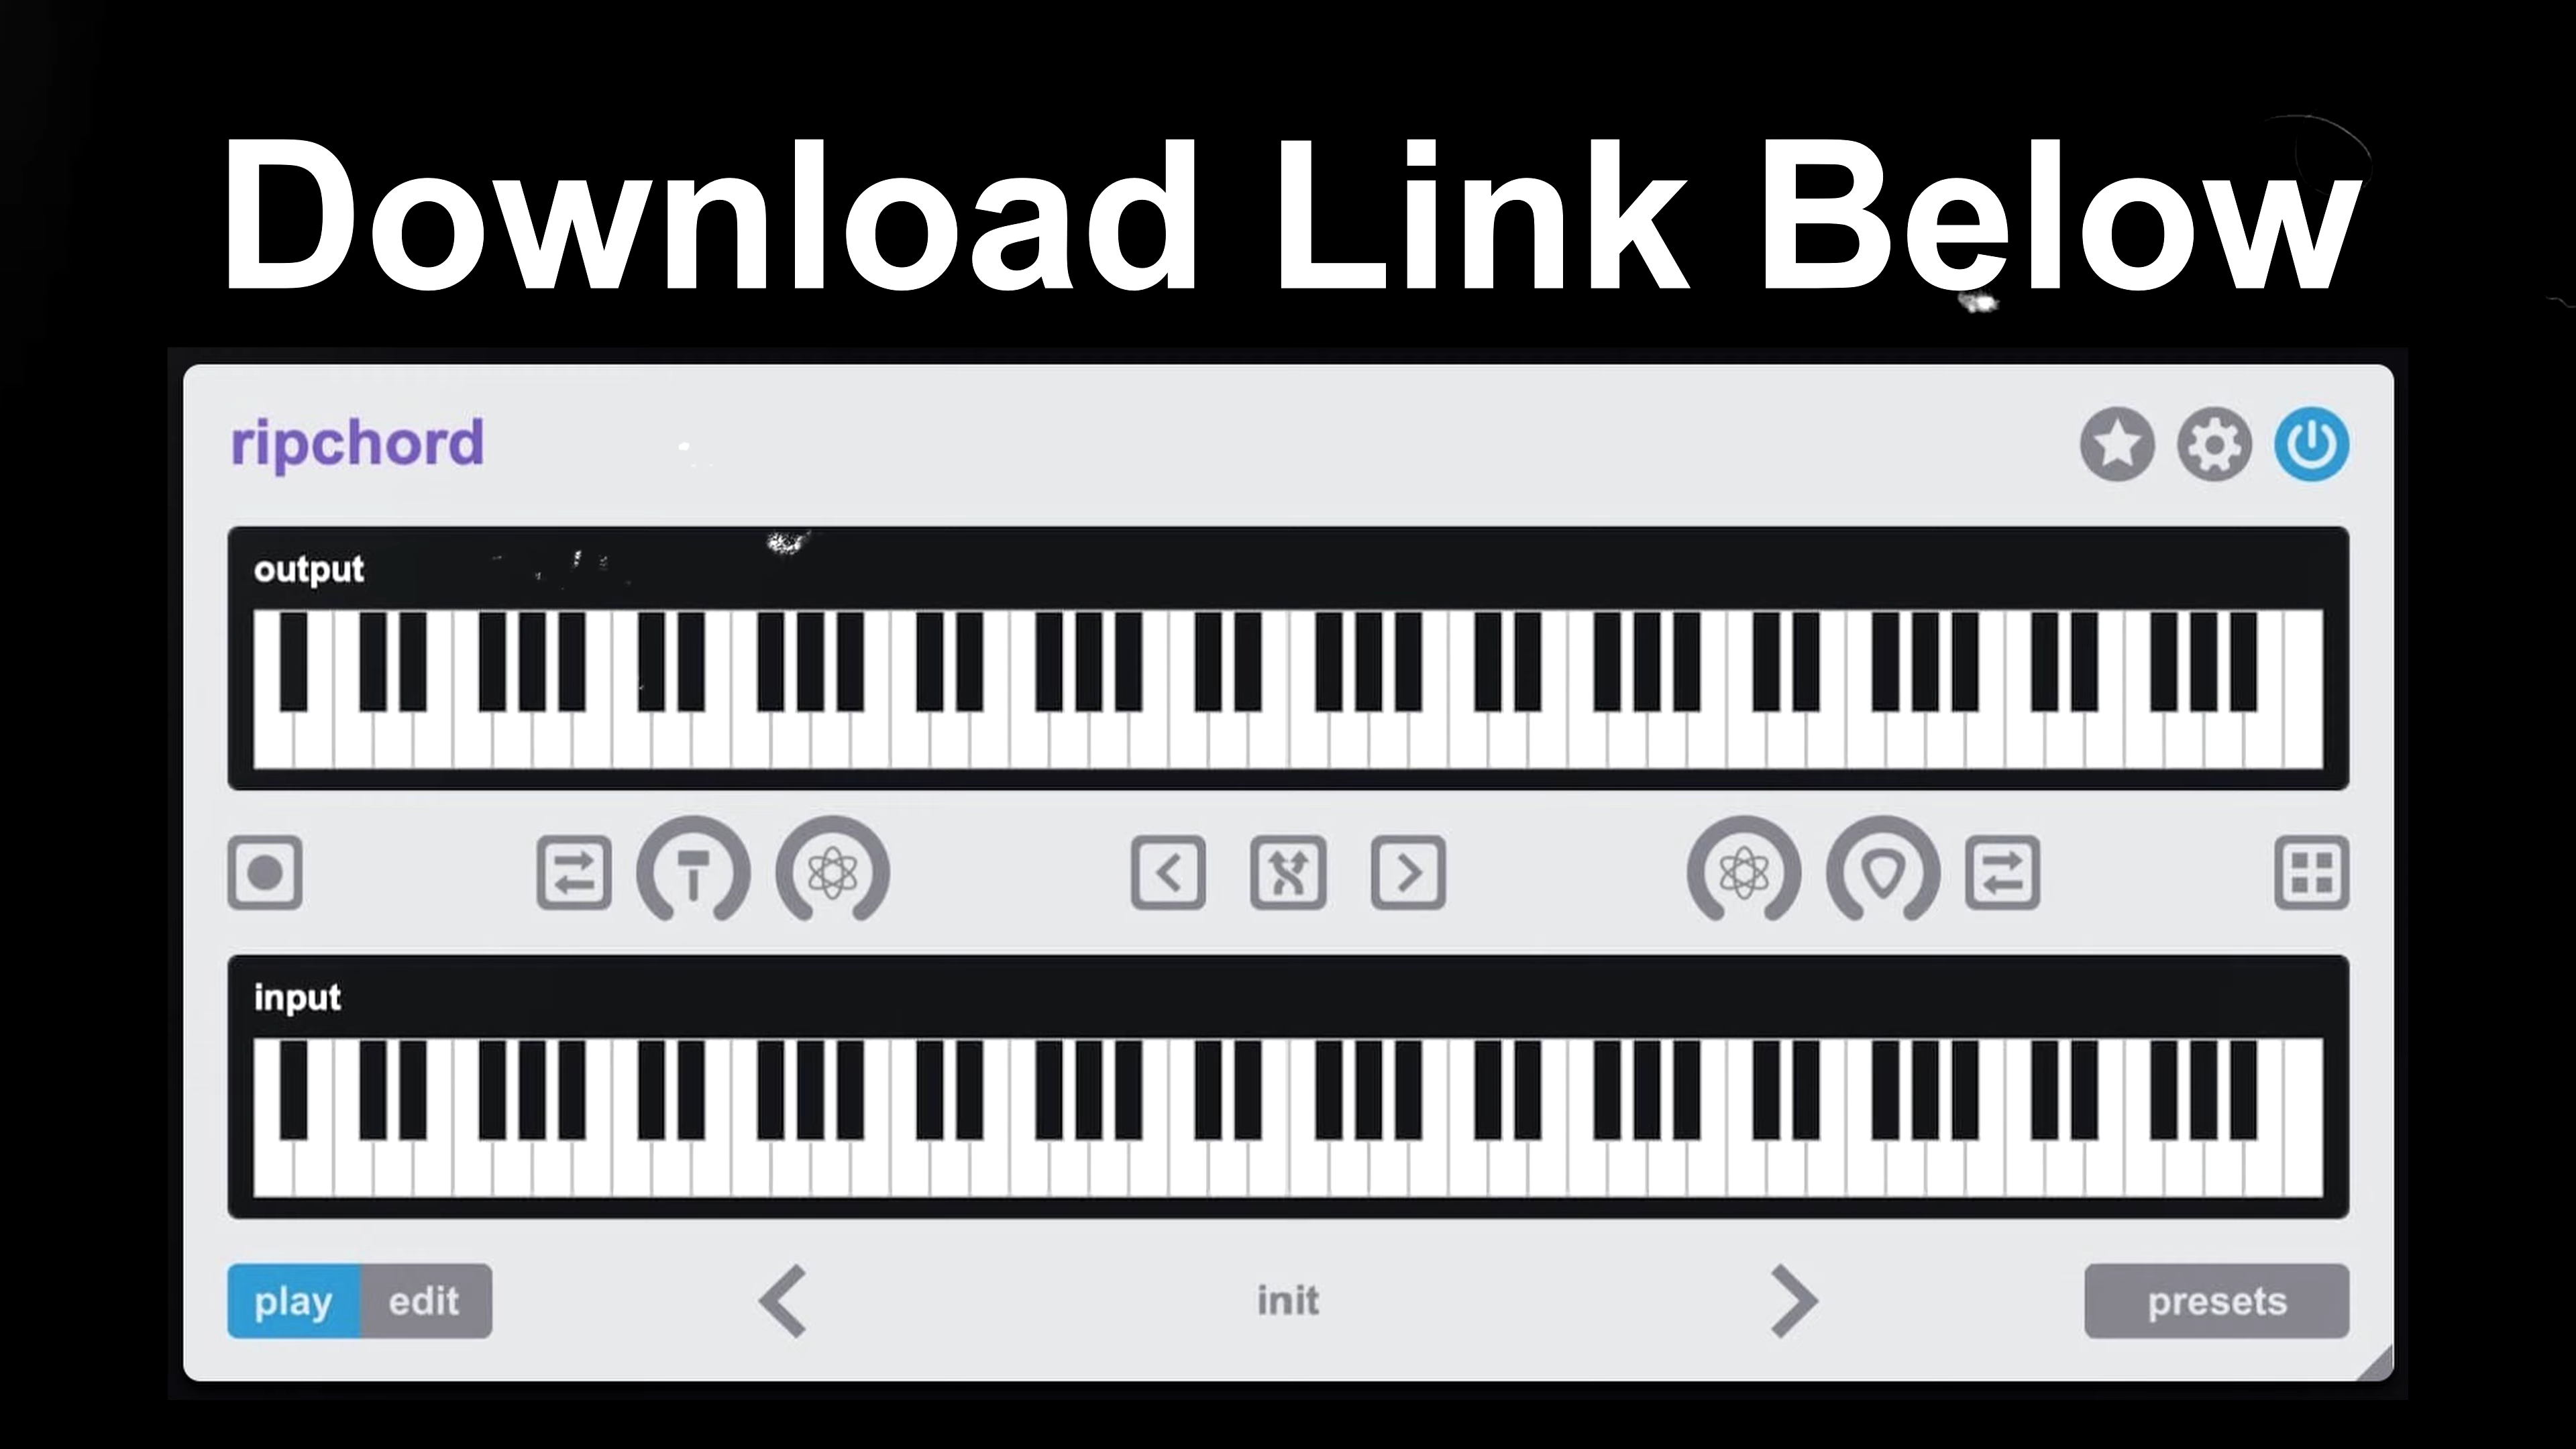 Download Link Below
ripchord
output
input
play edit init presets